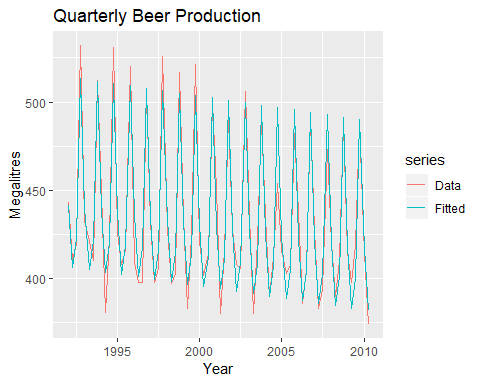 Quarterly Beer Production
Megalitres
500
450
400
1995
2000
2005
2010
Year
series
Data
Fitted